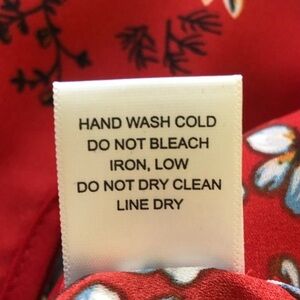 HAND WASH COLD
DO NOT BLEACH
IRON, LOW
DO NOT DRY CLEAN
LINE DRY